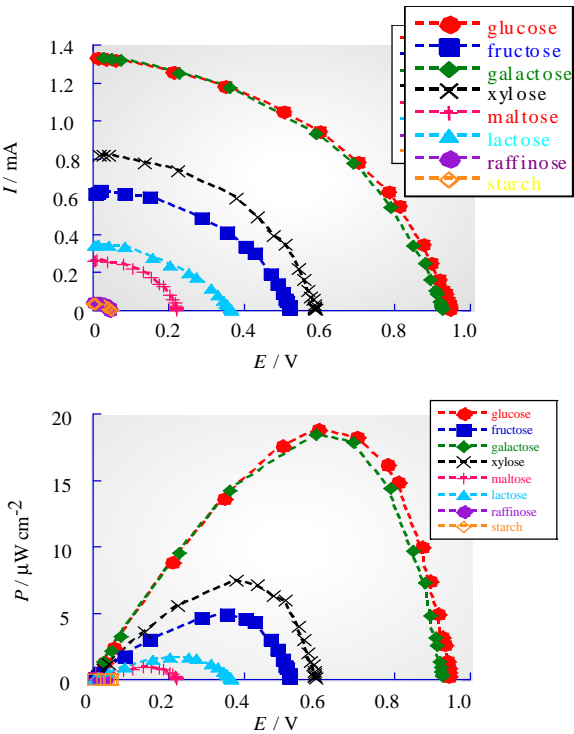 glucose
fructose
galactose
xylose
maltose
lactose
raffinose
starch
1.4
1.2
1.0
0.8
0.6
0.4
0.2
0
I / mA
0 0.2 0.4 0.6 0.8 1.0
E / V
glucose
fructose
galactose
xylose
maltose
lactose
raffinose
starch
20
15
10
5
0
P / μW cm-2
0 0.2 0.4 0.6 0.8 1.0
E / V